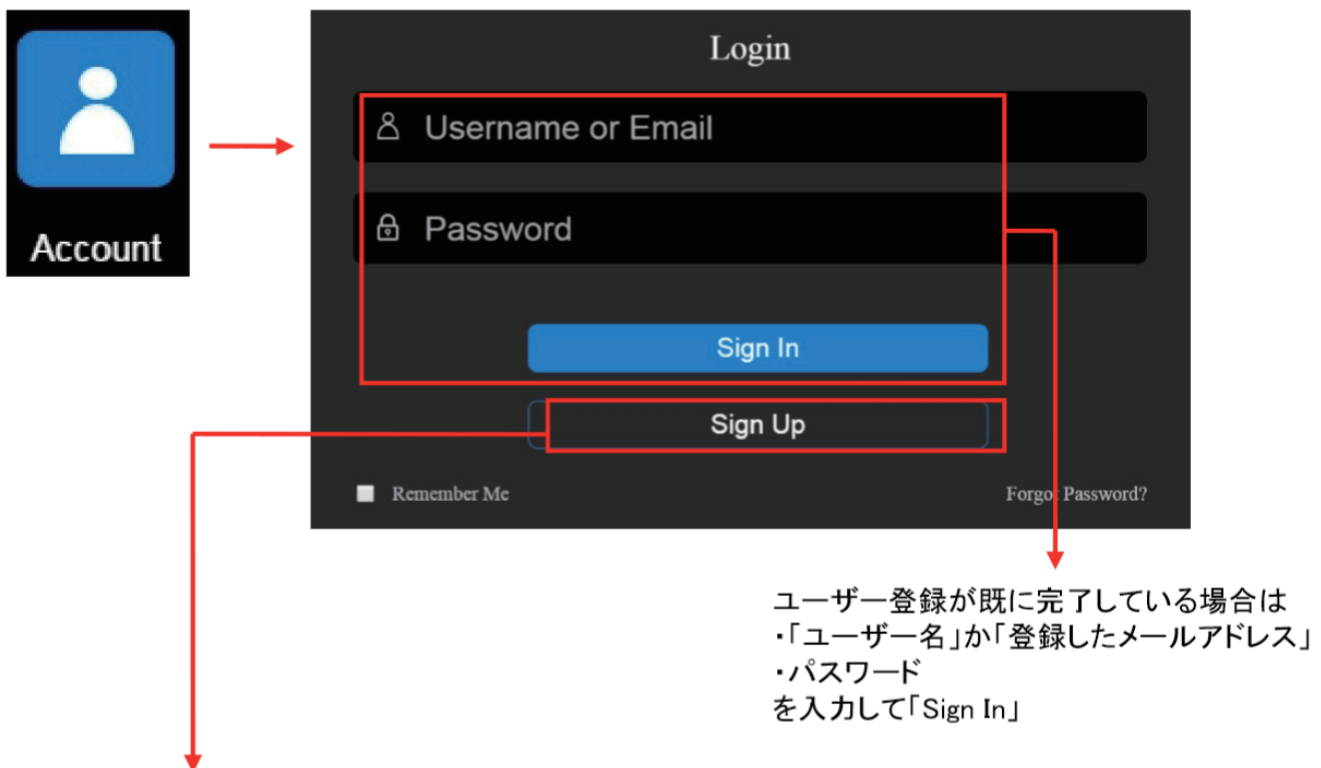 Account
Login
Username or Email
Password
Sign In
Sign Up
Remember Me
Forgot Password?
ユーザー登録が既に完了している場合は
・「ユーザー名」か「登録したメールアドレス」
・パスワード
を入力して「Sign In」